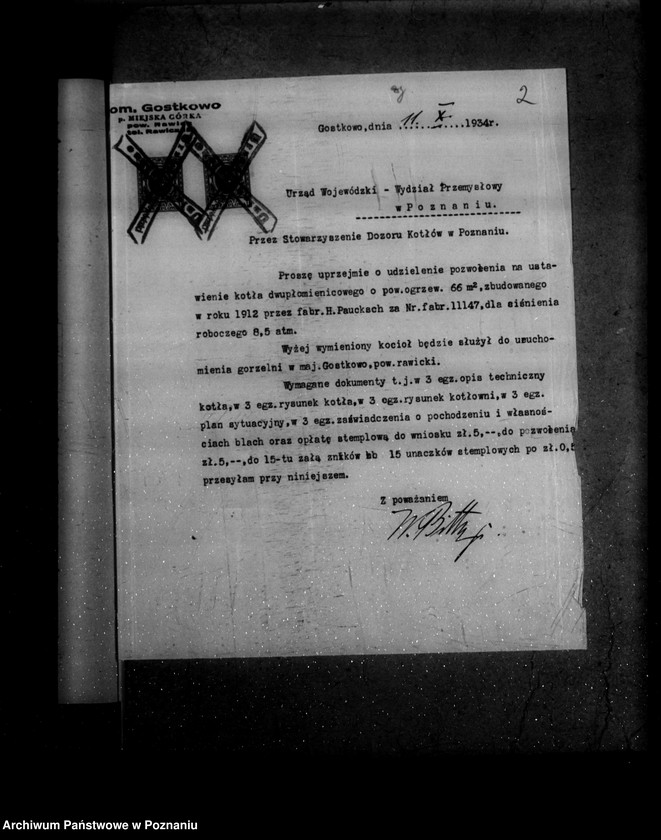 2
om. Gostkowo
p. MIEJSKA GÓRKA
pow. Rawicz
tel. Rawicz
Gostkowo,dnia 11. X. 1934r.
Urząd Wojewódzki - Wydział Przemysłowy
w Poznaniu.
Przez Stowarzyszenie Dozoru Kotłów w Poznaniu.
Proszę uprzejmie o udzielenie pozwolenia na usta-
wienie kotła dwupłomienicowego o pow.ogrzew. 66 m²,zbudowanego
w roku 1912 przez fabr.H.Pauckach za Nr.fabr.11147,dla ciśnienia
roboczego 8,5 atm.
Wyżej wymieniony kocioł będzie służył do urucho-
mienia gorzelni w maj.Gostkowo,pow.rawicki.
Wymagane dokumenty t.j.w 3 egz.opis techniczny
kotła,w 3 egz.rysunek kotła,w 3 egz.rysunek kotłowni,w 3 egz.
plan sytuacyjny,w 3 egz.zaświadczenia o pochodzeniu i własnoś-
ciach blach oraz opłatę stemplową do wniosku zł.5,--,do pozwolenia
zł.5,--,do 15-tu załą zników 15 znaczków stemplowych po zł.0,5
przesyłam przy niniejszem.
Z poważaniem
Archiwum Państwowe w Poznaniu